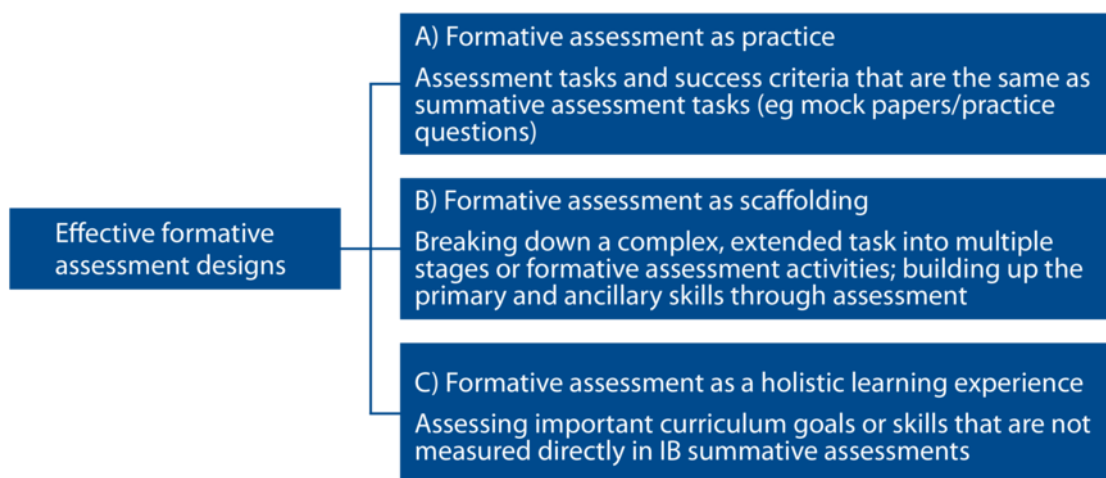 Effective formative
assessment designs
A) Formative assessment as practice
Assessment tasks and success criteria that are the same as
summative assessment tasks (eg mock papers/practice
questions)
B) Formative assessment as scaffolding
Breaking down a complex, extended task into multiple
stages or formative assessment activities; building up the
primary and ancillary skills through assessment
C) Formative assessment as a holistic learning experience
Assessing important curriculum goals or skills that are not
measured directly in IB summative assessments